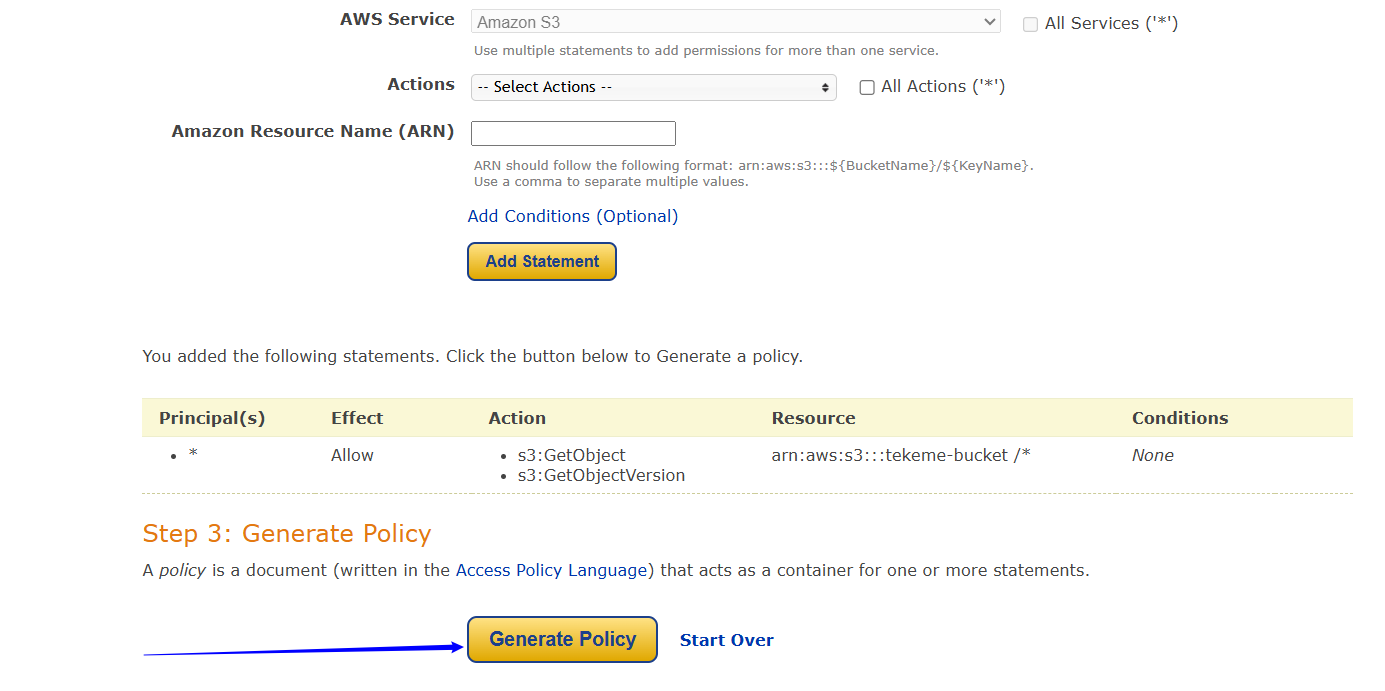 AWS Service Amazon S3 All Services ('*')
Use multiple statements to add permissions for more than one service.
Actions -- Select Actions -- All Actions ('*')
Amazon Resource Name (ARN)
ARN should follow the following format: arn:aws:s3:::${BucketName}/${KeyName}.
Use a comma to separate multiple values.
Add Conditions (Optional)
Add Statement
You added the following statements. Click the button below to Generate a policy.
Principal(s) Effect Action Resource Conditions
• * Allow • s3:GetObject arn:aws:s3:::tekeme-bucket /* None
• s3:GetObjectVersion
Step 3: Generate Policy
A policy is a document (written in the Access Policy Language) that acts as a container for one or more statements.
Generate Policy Start Over